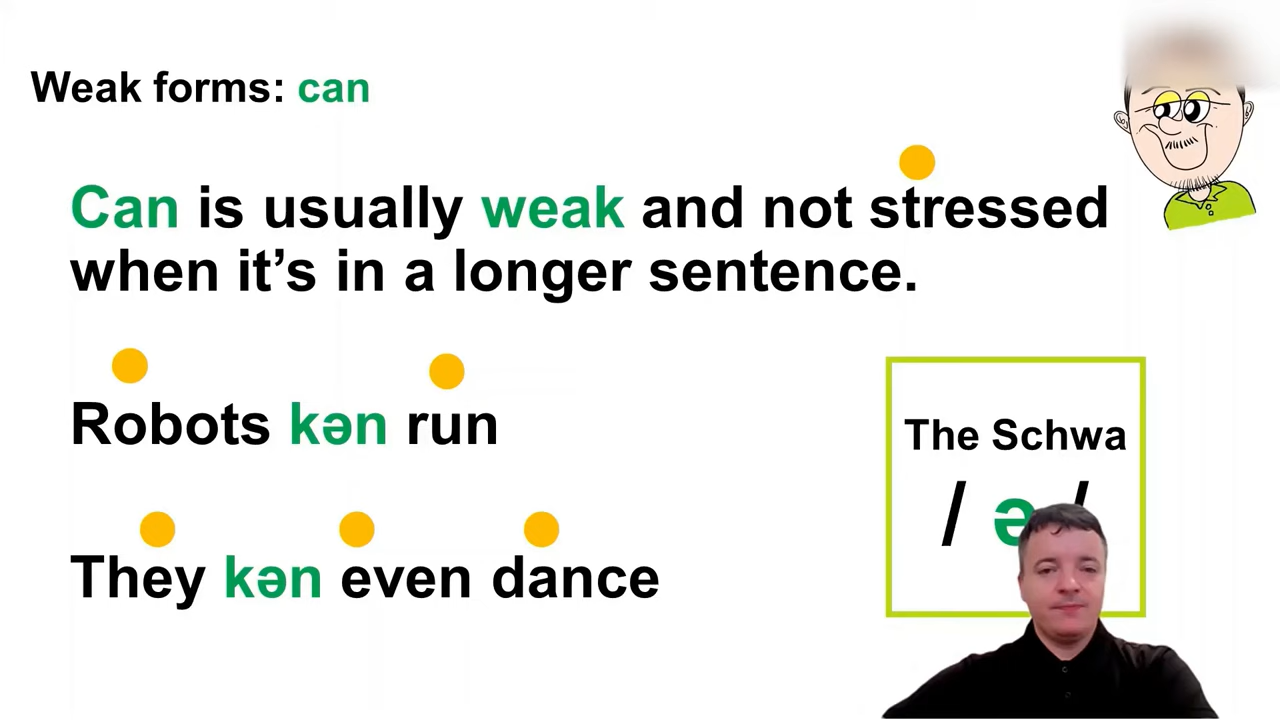 Weak forms: can
Can is usually weak and not stressed
when it’s in a longer sentence.
Robots kən run
They kən even dance
The Schwa
/ ə /